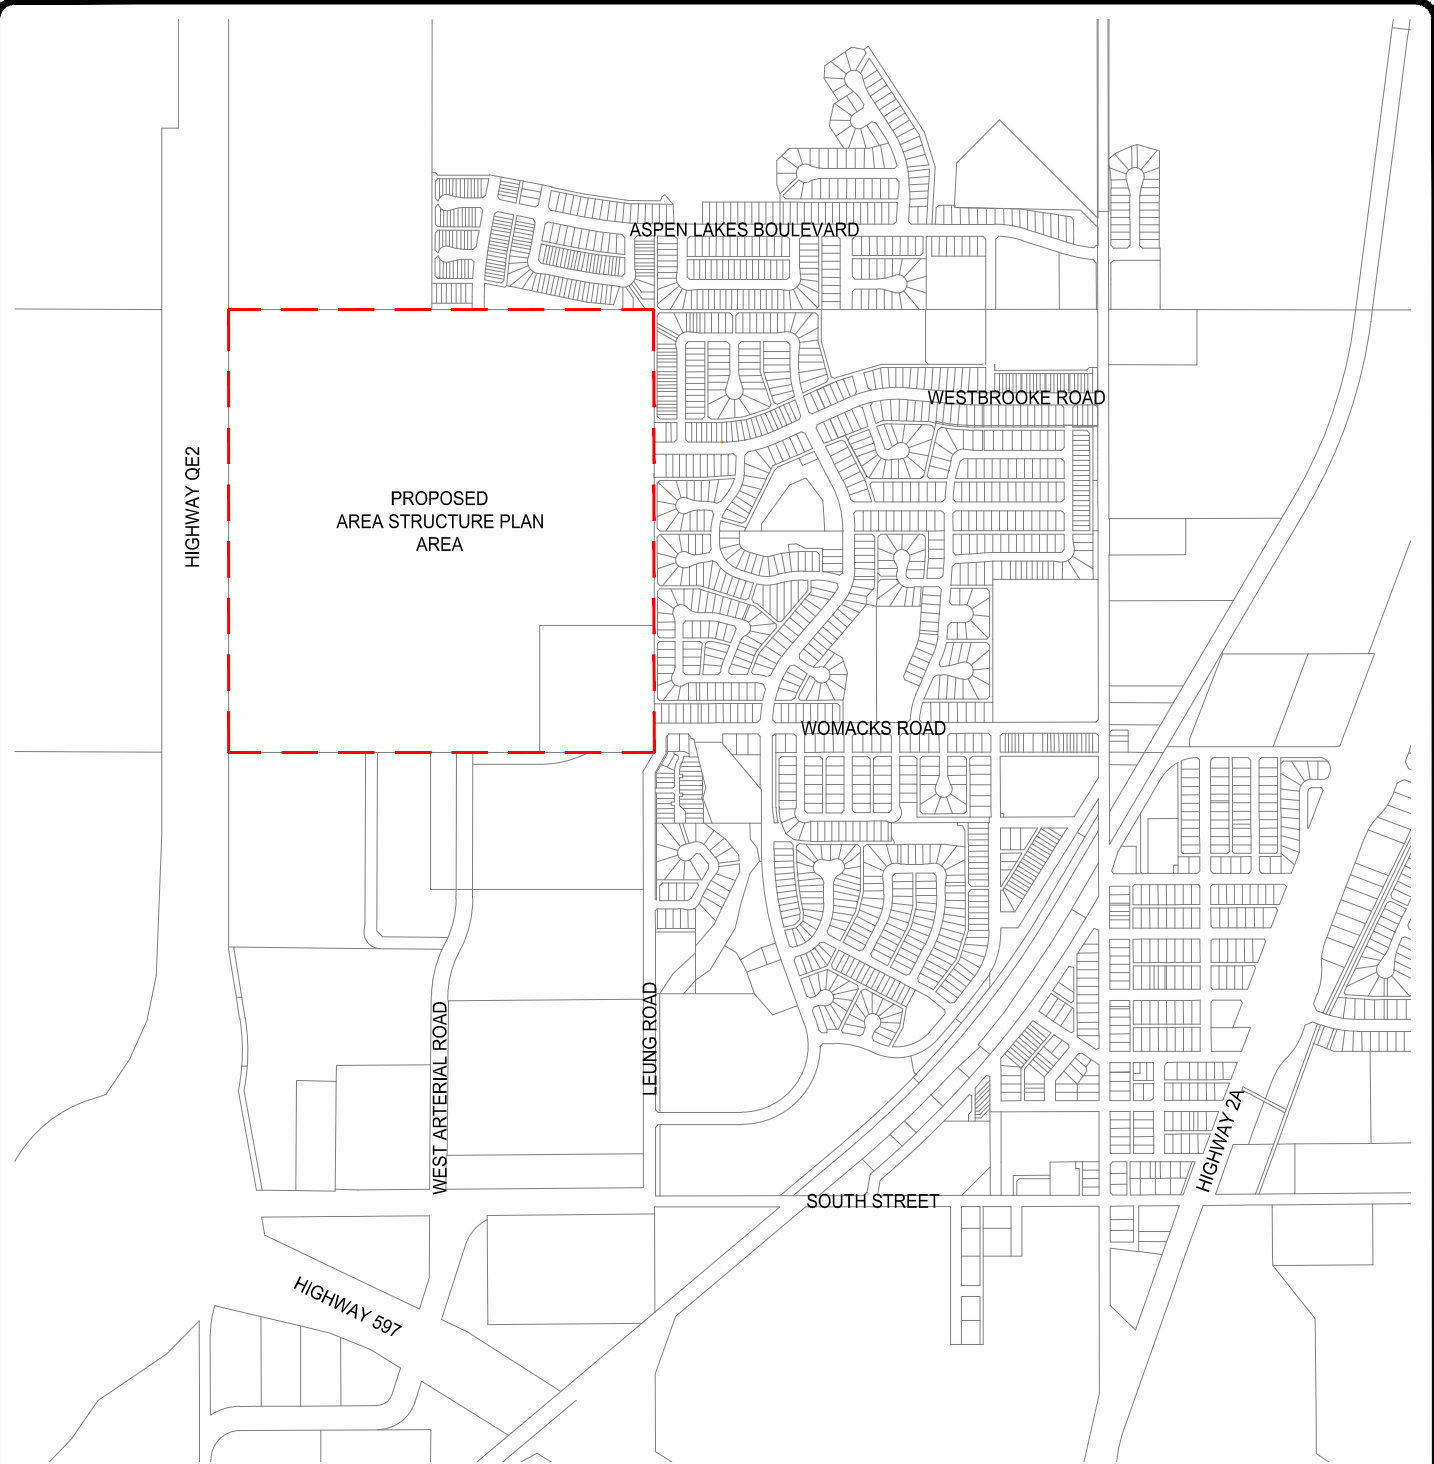 ASPEN LAKES BOULEVARD
WESTBROOKE ROAD
HIGHWAY QE2
PROPOSED
AREA STRUCTURE PLAN
AREA
WOMACKS ROAD
WEST ARTERIAL ROAD
LEUNG ROAD
HIGHWAY 2A
SOUTH STREET
HIGHWAY 597